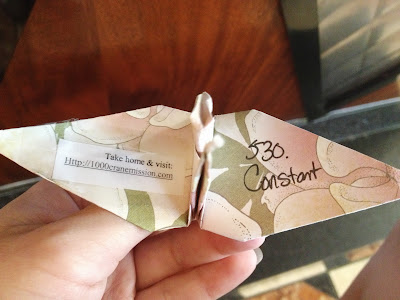 Take home & visit:
Http://1000cranemission.com
530.
Constant